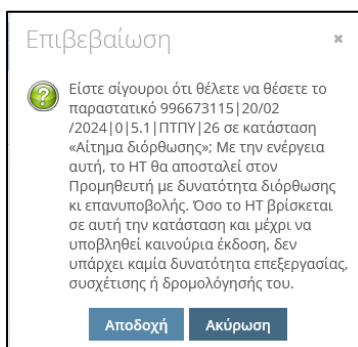 Επιβεβαίωση
×
Είστε σίγουροι ότι θέλετε να θέσετε το
παραστατικό 996673115|20/02
/2024|0|5.1|ΠΤΠΥ|26 σε κατάσταση
«Αίτημα διόρθωσης»; Με την ενέργεια
αυτή, το ΗΤ θα αποσταλεί στον
Προμηθευτή με δυνατότητα διόρθωσης
κι επανυποβολής. Όσο το ΗΤ βρίσκεται
σε αυτή την κατάσταση και μέχρι να
υποβληθεί καινούρια έκδοση, δεν
υπάρχει καμία δυνατότητα επεξεργασίας,
συσχέτισης ή δρομολόγησής του.
Αποδοχή Ακύρωση